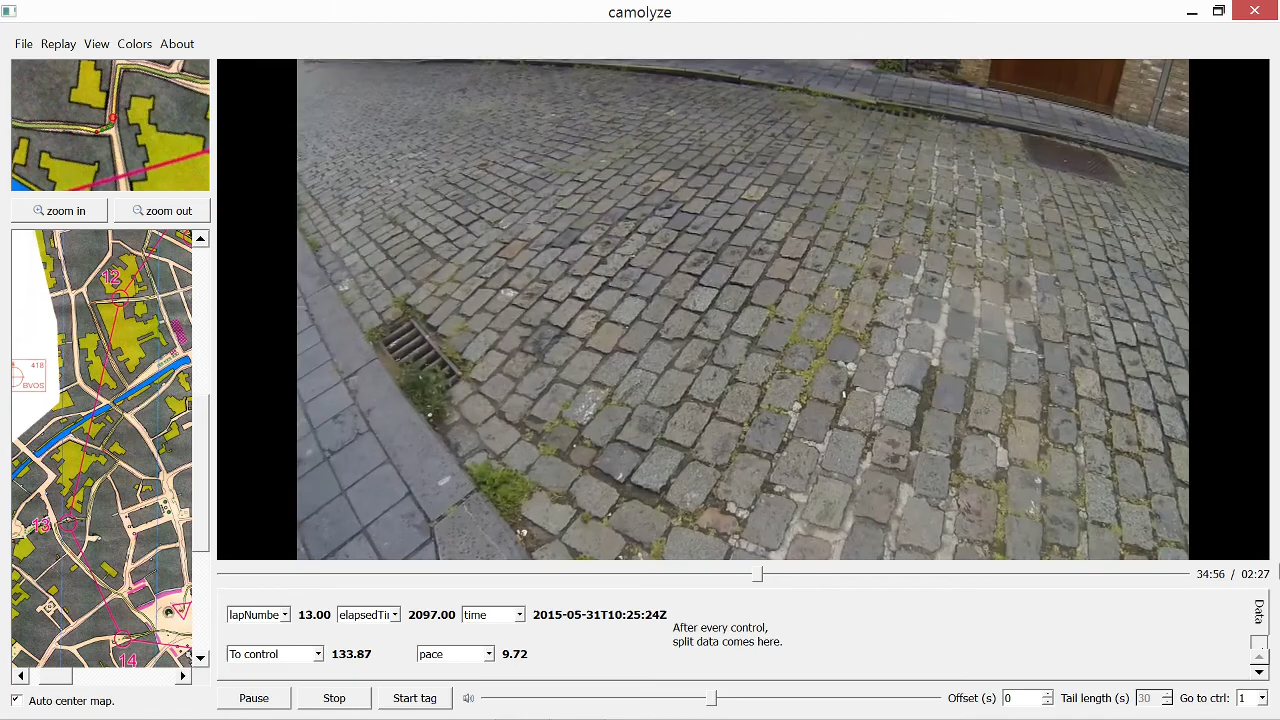 camolyze
File Replay View Colors About
zoom in zoom out
12
418
BVOS
13
14
34:56 / 02:27
Data
lapNumbe 13.00 elapsedTi 2097.00 time 2015-05-31T10:25:24Z
After every control,
split data comes here.
To control 133.87 pace 9.72
Auto center map.
Pause Stop Start tag Offset (s) 0 Tail length (s) 30 Go to ctrl: 1